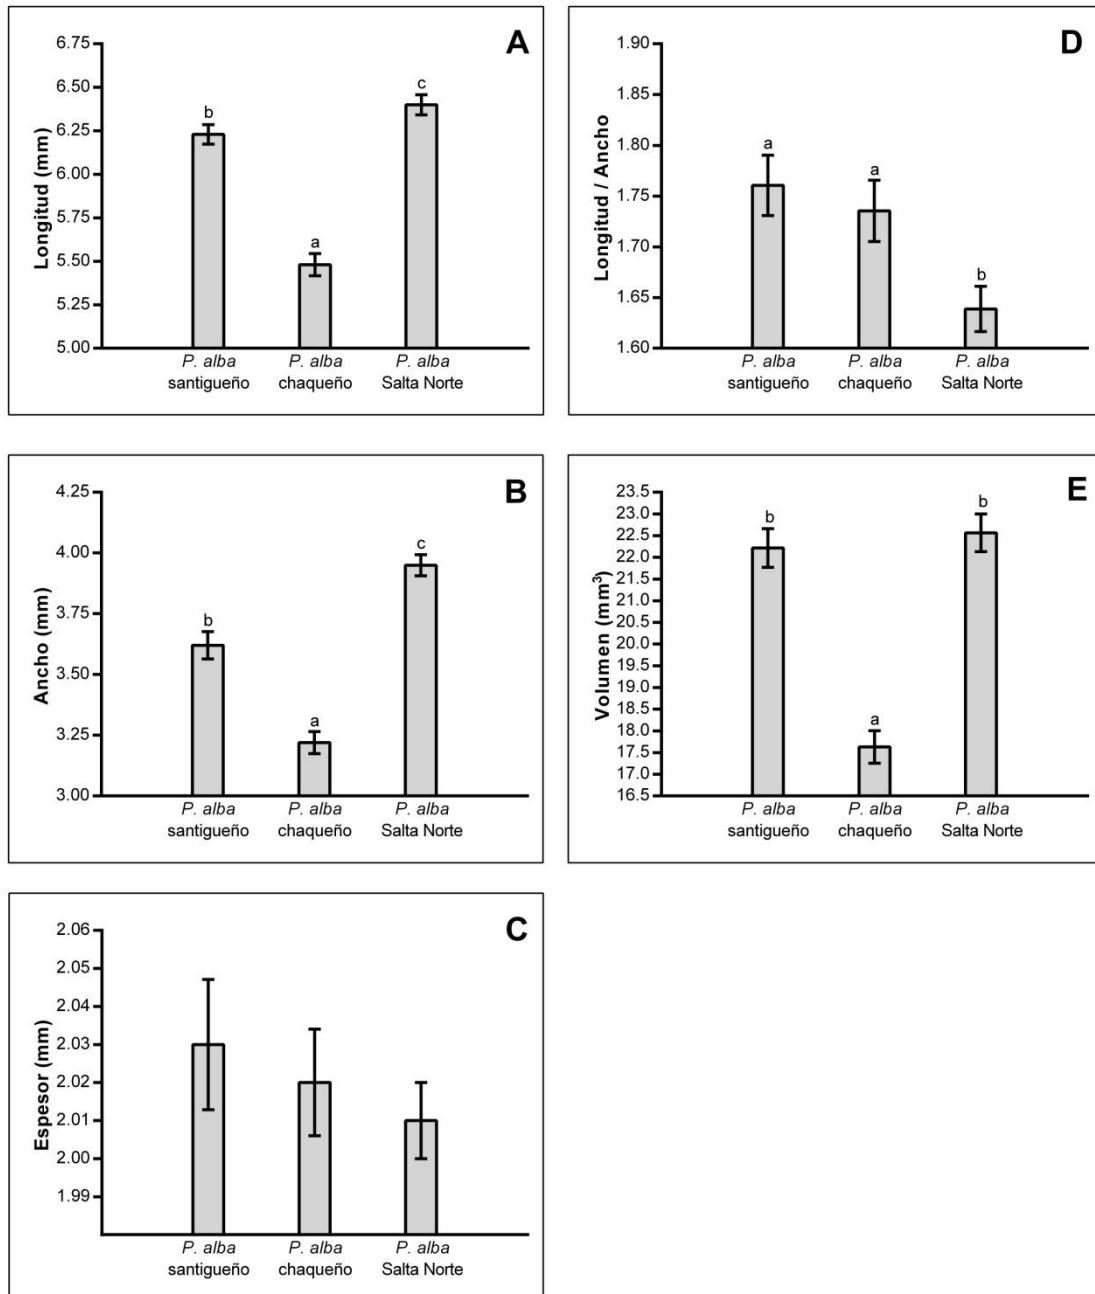 A
Longitud (mm)
6.75
6.50
6.25
6.00
5.75
5.50
5.25
5.00
b
a
c
P. alba
santigueño
P. alba
chaqueño
P. alba
Salta Norte
D
Longitud / Ancho
1.90
1.85
1.80
1.75
1.70
1.65
1.60
a
a
b
P. alba
santigueño
P. alba
chaqueño
P. alba
Salta Norte
B
Ancho (mm)
4.25
4.00
3.75
3.50
3.25
3.00
b
a
c
P. alba
santigueño
P. alba
chaqueño
P. alba
Salta Norte
E
Volumen (mm³)
23.5
23.0
22.5
22.0
21.5
21.0
20.5
20.0
19.5
19.0
18.5
18.0
17.5
17.0
16.5
b
a
b
P. alba
santigueño
P. alba
chaqueño
P. alba
Salta Norte
C
Espesor (mm)
2.06
2.05
2.04
2.03
2.02
2.01
2.00
1.99
P. alba
santigueño
P. alba
chaqueño
P. alba
Salta Norte